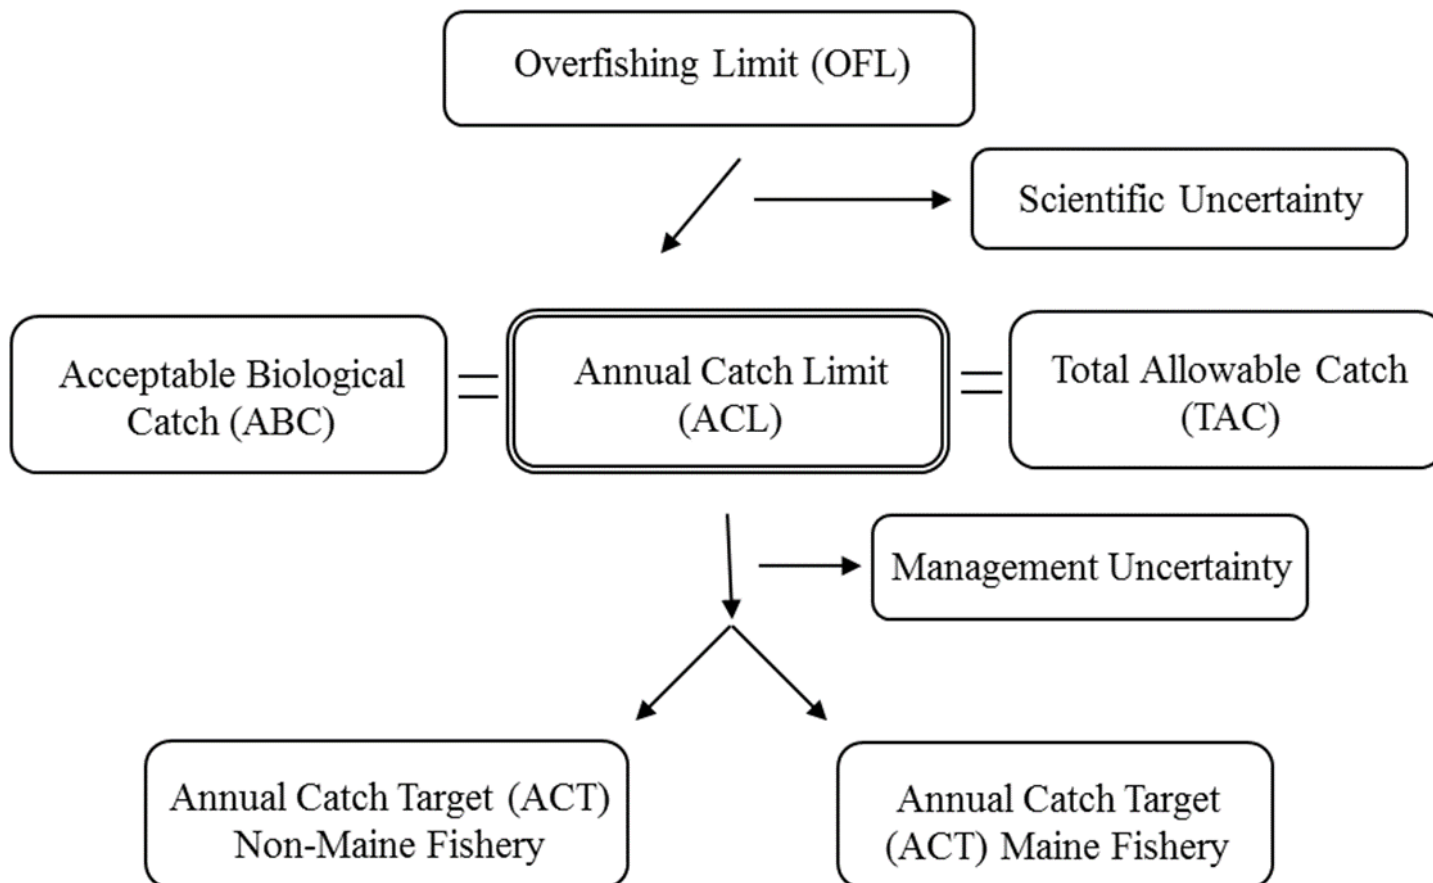 Overfishing Limit (OFL)
Scientific Uncertainty
Acceptable Biological
Catch (ABC)
=
Annual Catch Limit
(ACL)
=
Total Allowable Catch
(TAC)
Management Uncertainty
Annual Catch Target (ACT)
Non-Maine Fishery
Annual Catch Target
(ACT) Maine Fishery